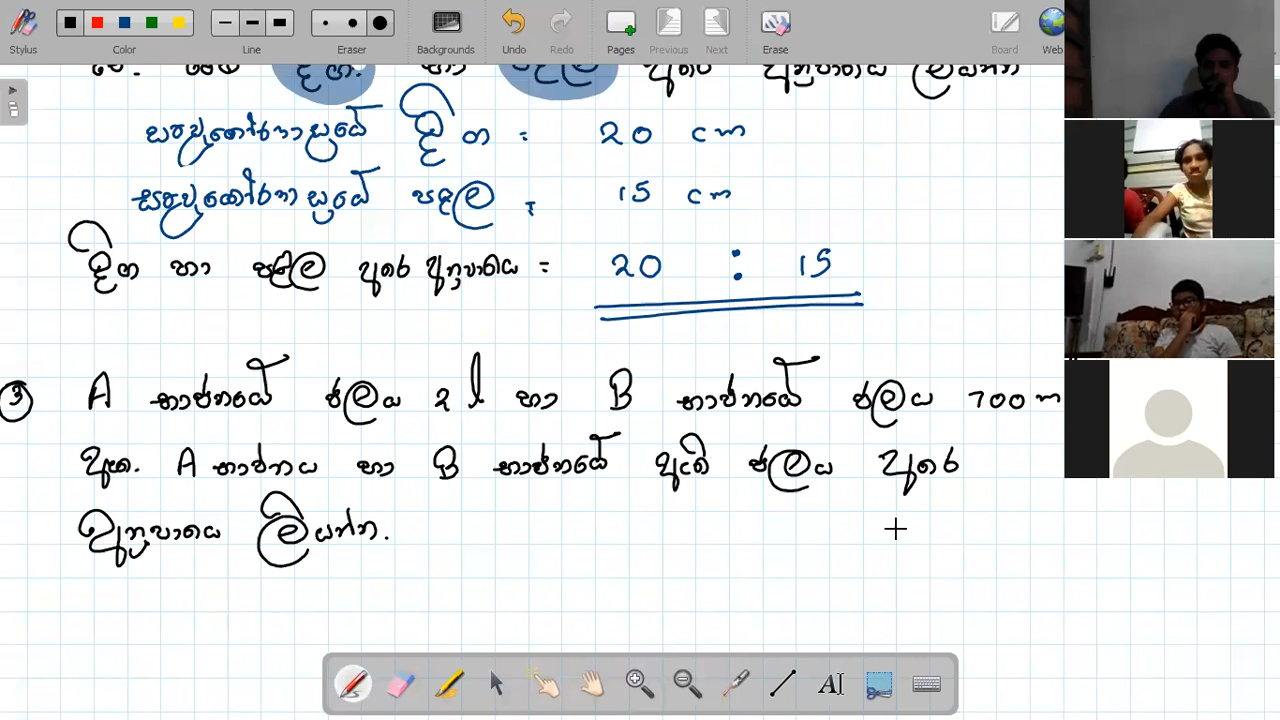 Stylus Color Line Eraser Backgrounds Undo Redo Pages Previous Next Erase Board Web
සෘජුකෝණාස්‍රයේ දිග = 20 cm
සෘජුකෝණාස්‍රයේ පළල = 15 cm
දිග හා පළල අතර අනුපාතය = 20 : 15
3 A භාජනයේ ජලය 2 l හා B භාජනයේ ජලය 700 m
ඇත. A භාජනය හා B භාජනයේ ඇති ජලය අතර
අනුපාතය ලියන්න.